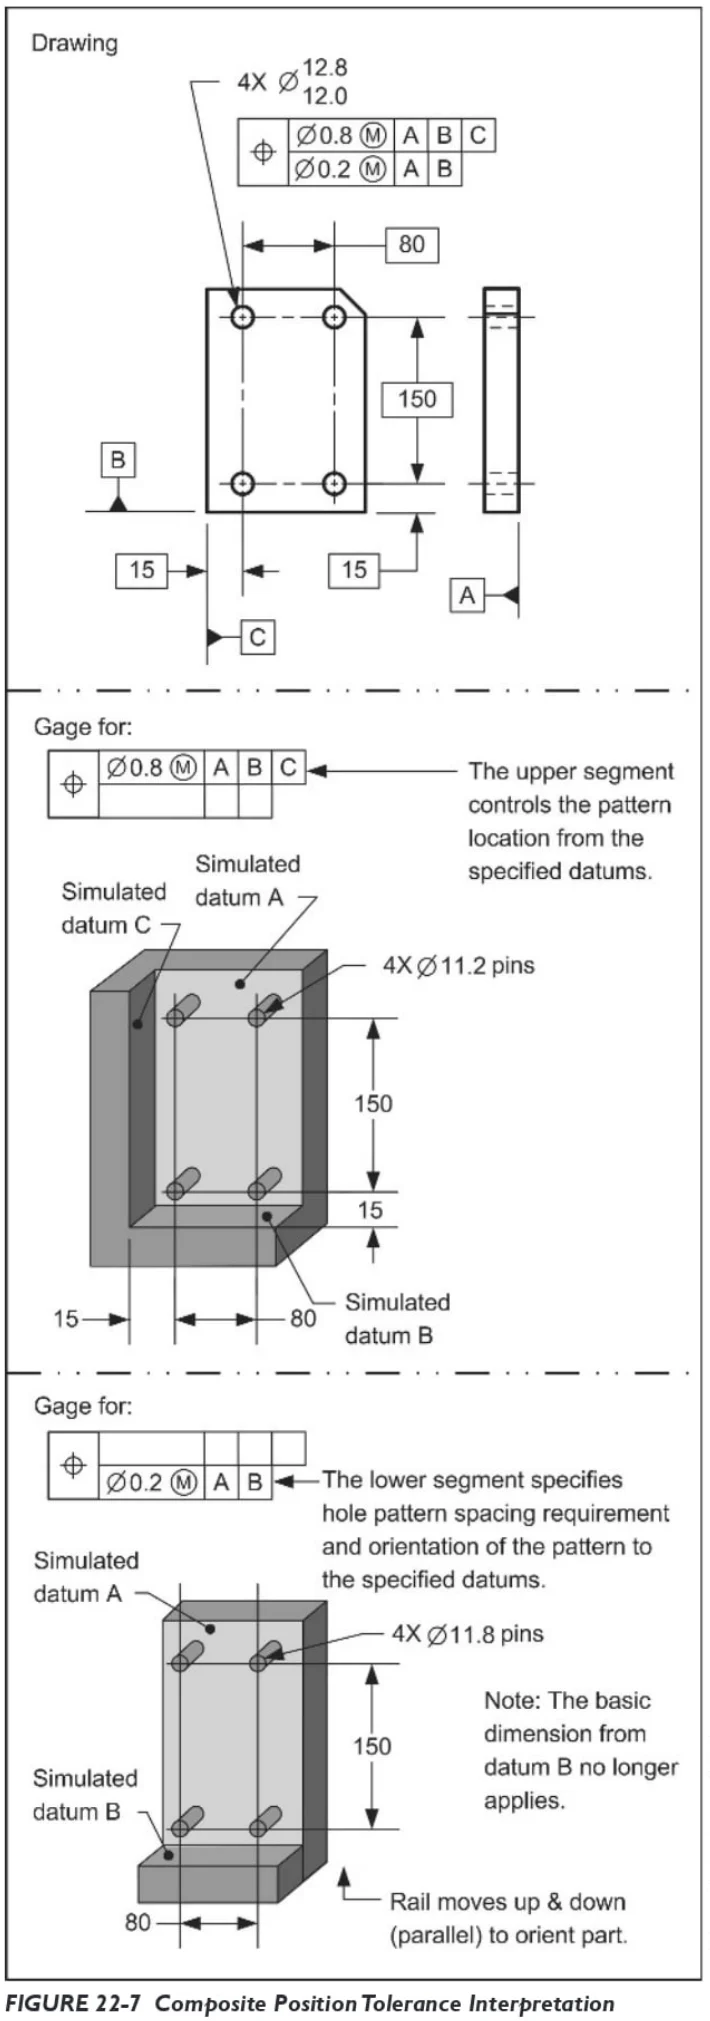 Drawing
4X ⌀ 12.8
12.0
⌖ ⌀0.8 Ⓜ A B C
⌀0.2 Ⓜ A B
80
150
B
15
15
A
C
Gage for:
⌖ ⌀0.8 Ⓜ A B C
The upper segment
controls the pattern
location from the
specified datums.
Simulated
datum A
Simulated
datum C
4X ⌀11.2 pins
150
15
15
80
Simulated
datum B
Gage for:
⌖ ⌀0.2 Ⓜ A B
The lower segment specifies
hole pattern spacing requirement
and orientation of the pattern to
the specified datums.
Simulated
datum A
4X ⌀11.8 pins
150
Note: The basic
dimension from
datum B no longer
applies.
Simulated
datum B
80
Rail moves up & down
(parallel) to orient part.
FIGURE 22-7 Composite Position Tolerance Interpretation